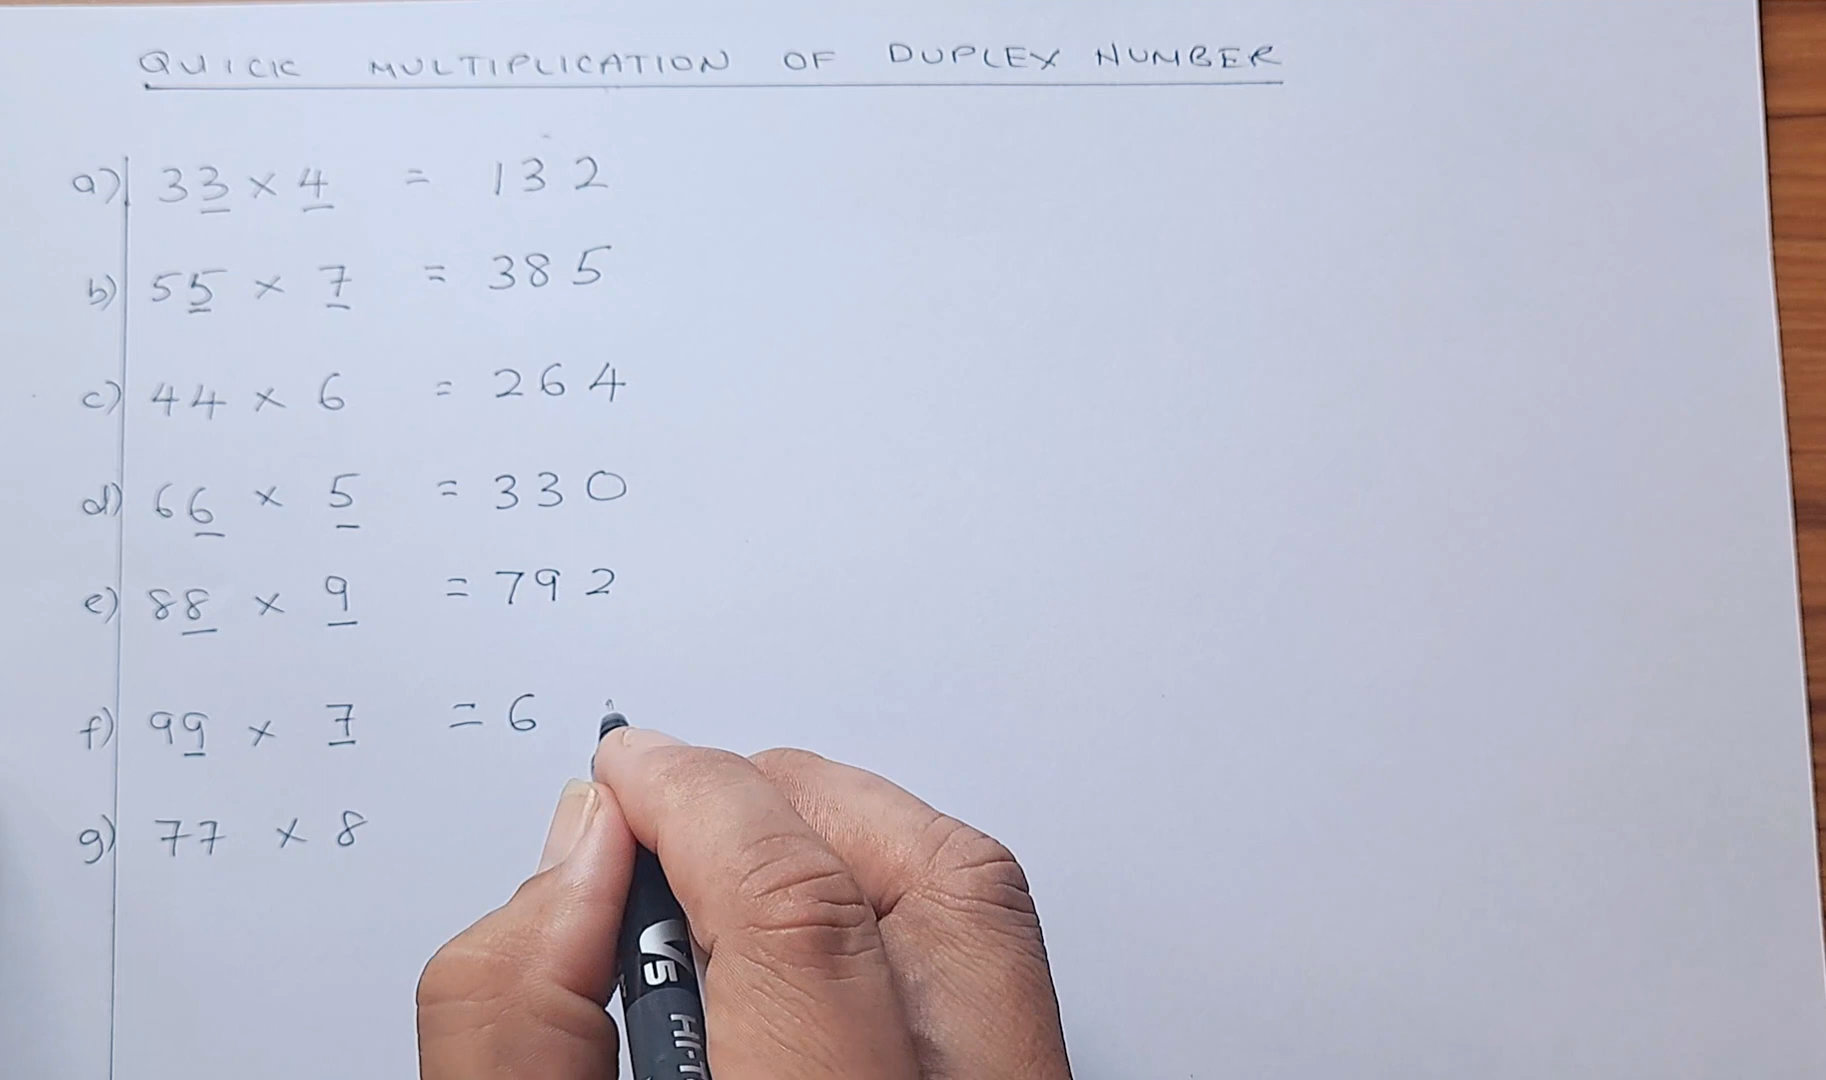 QUICK MULTIPLICATION OF DUPLEX NUMBER
a) 33 × 4 = 132
b) 55 × 7 = 385
c) 44 × 6 = 264
d) 66 × 5 = 330
e) 88 × 9 = 792
f) 99 × 7 = 6
g) 77 × 8
V5
HI-T